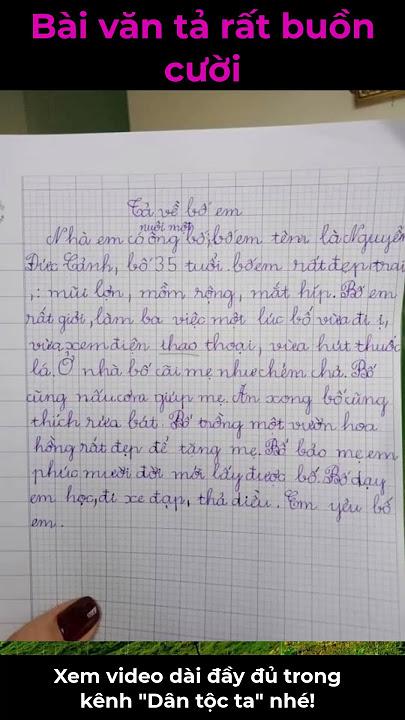 Bài văn tả rất buồn
cười
Tả về bố em
nuôi một
Nhà em có ông bố, bố em tên là Nguyễn
Đức Cảnh, bố 35 tuổi bố em rất đẹp trai
,: mũi lợn, mồm rộng, mắt híp. Bố em
rất giỏi, làm ba việc một lúc bố vừa đi ỉ,
vừa xem điện thao thoại, vừa hút thuốc
lá. Ở nhà bố cãi mẹ như chém chả. Bố
cũng nấu cơm giúp mẹ. Ăn xong bố cũng
thích rửa bát. Bố trồng một vườn hoa
hồng rất đẹp để tặng mẹ. Bố bảo mẹ em
phúc mười đời mới lấy được bố. Bố dạy
em học, đi xe đạp, thả diều. Em yêu bố
em.
Xem video dài đầy đủ trong
kênh "Dân tộc ta" nhé!